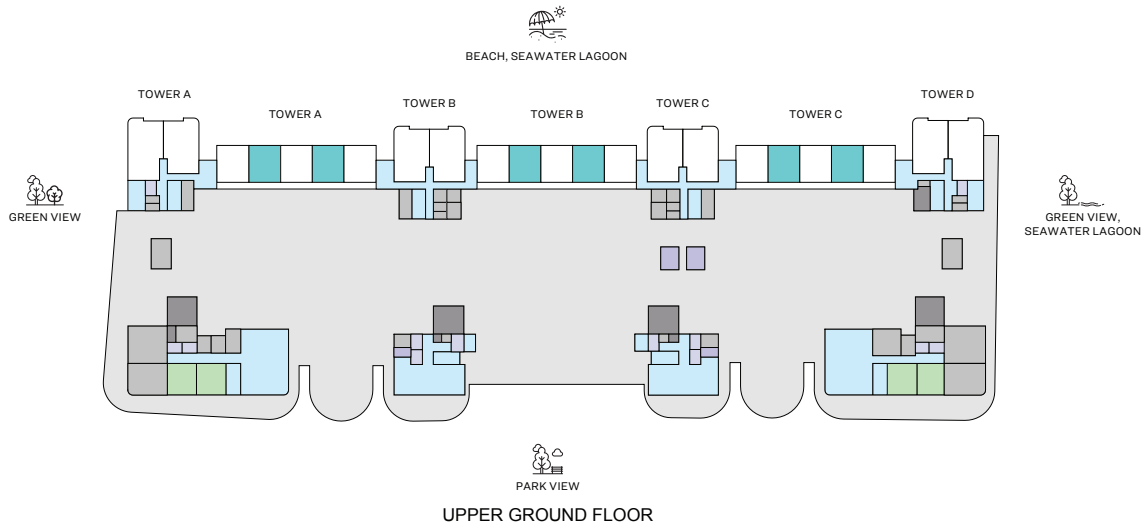 BEACH, SEAWATER LAGOON
TOWER A
TOWER A
TOWER B
TOWER B
TOWER C
TOWER C
TOWER D
GREEN VIEW
GREEN VIEW,
SEAWATER LAGOON
PARK VIEW
UPPER GROUND FLOOR